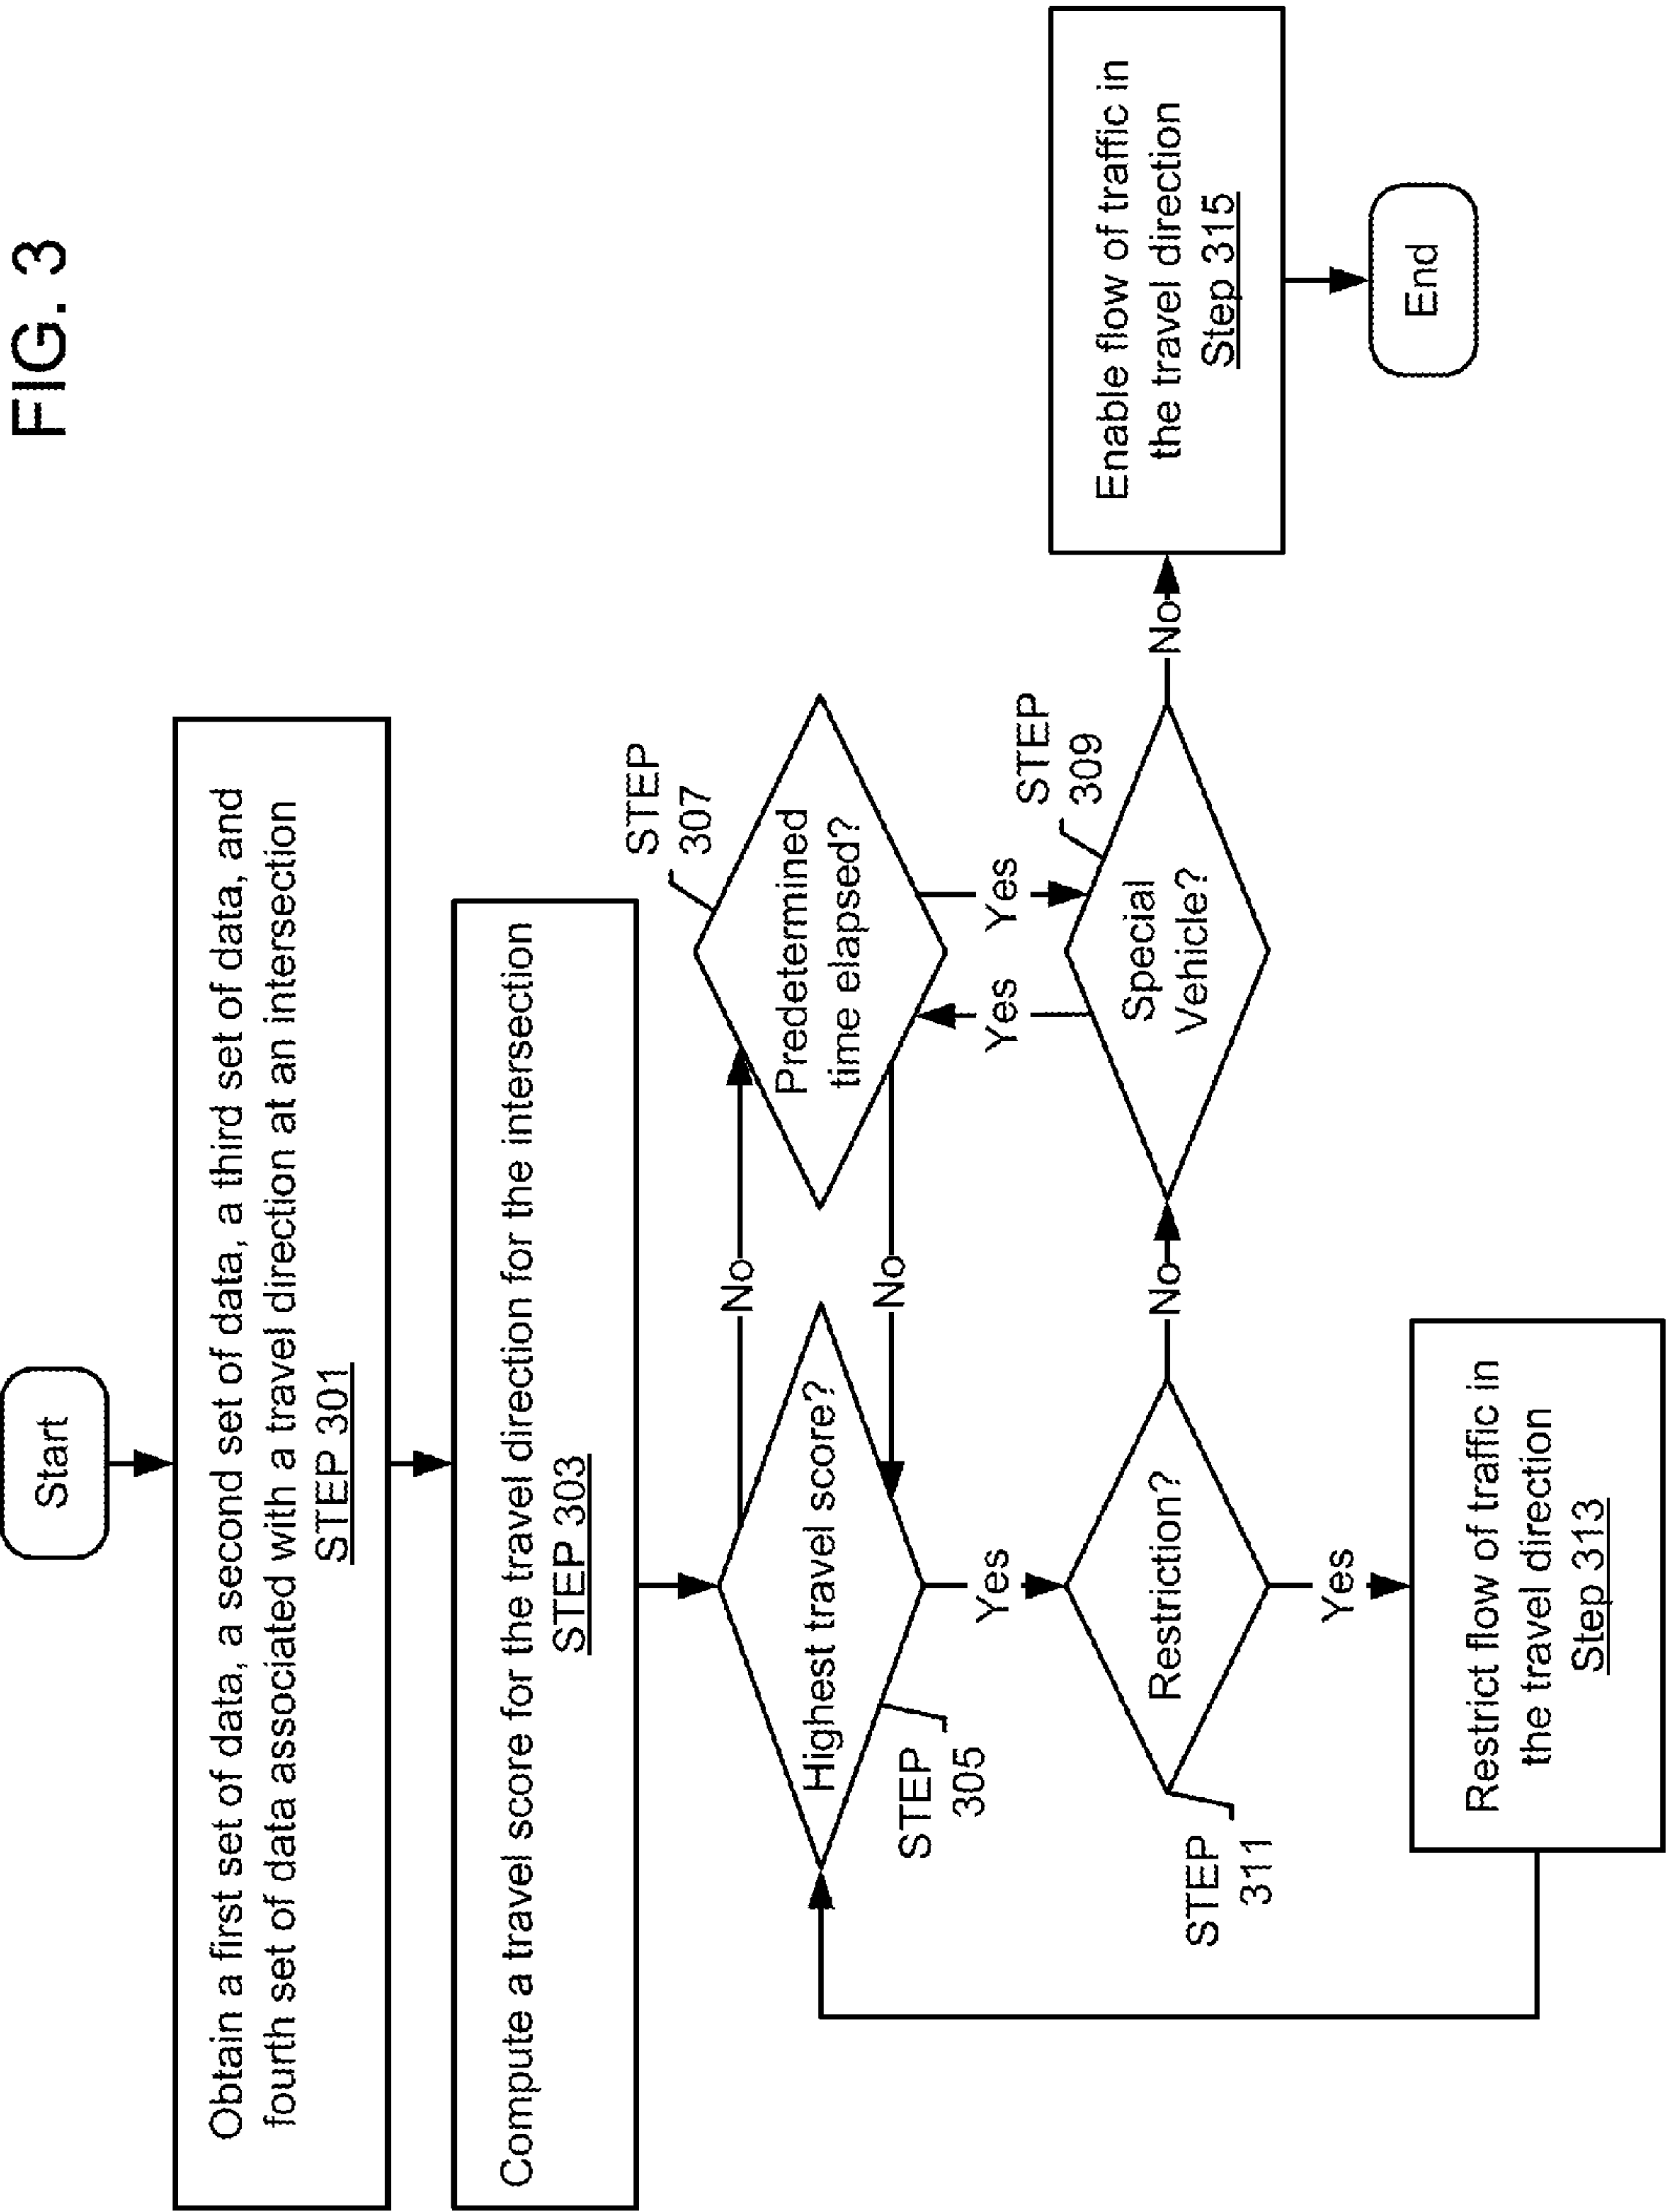 FIG. 3
Start
Obtain a first set of data, a second set of data, a third set of data, and
fourth set of data associated with a travel direction at an intersection
STEP 301
Compute a travel score for the travel direction for the intersection
STEP 303
Highest travel score?
STEP
305
No
No
Predetermined
time elapsed?
STEP
307
Yes
Yes
Yes
Restriction?
STEP
311
No
Special
Vehicle?
STEP
309
No
Enable flow of traffic in
the travel direction
Step 315
Yes
Restrict flow of traffic in
the travel direction
Step 313
End